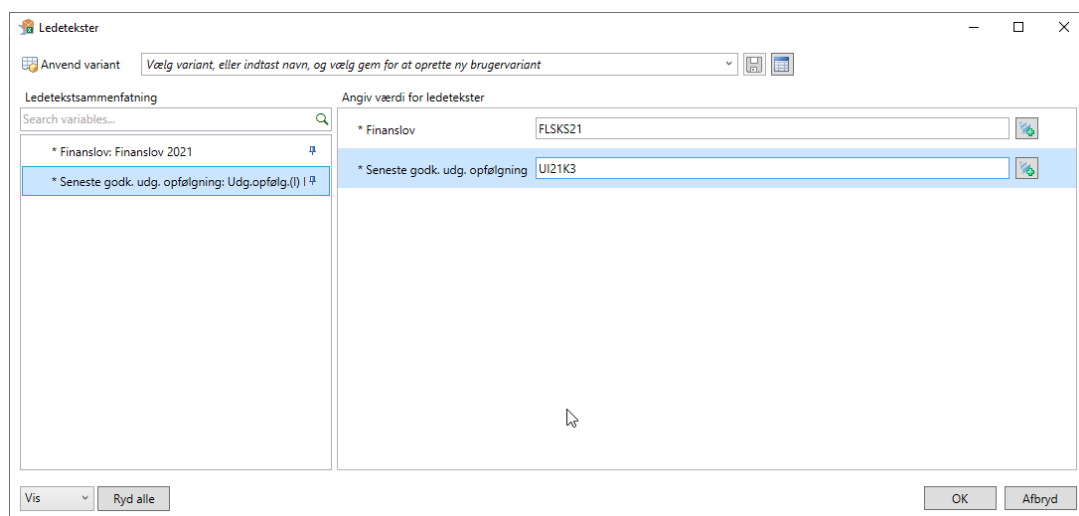 Ledetekster
Anvend variant Vælg variant, eller indtast navn, og vælg gem for at oprette ny brugervariant
Ledetekstsammenfatning
Search variables...
* Finanslov: Finanslov 2021
* Seneste godk. udg. opfølgning: Udg.opfølg.(I)
Angiv værdi for ledetekster
* Finanslov FLSKS21
* Seneste godk. udg. opfølgning UI21K3
Vis Ryd alle OK Afbryd